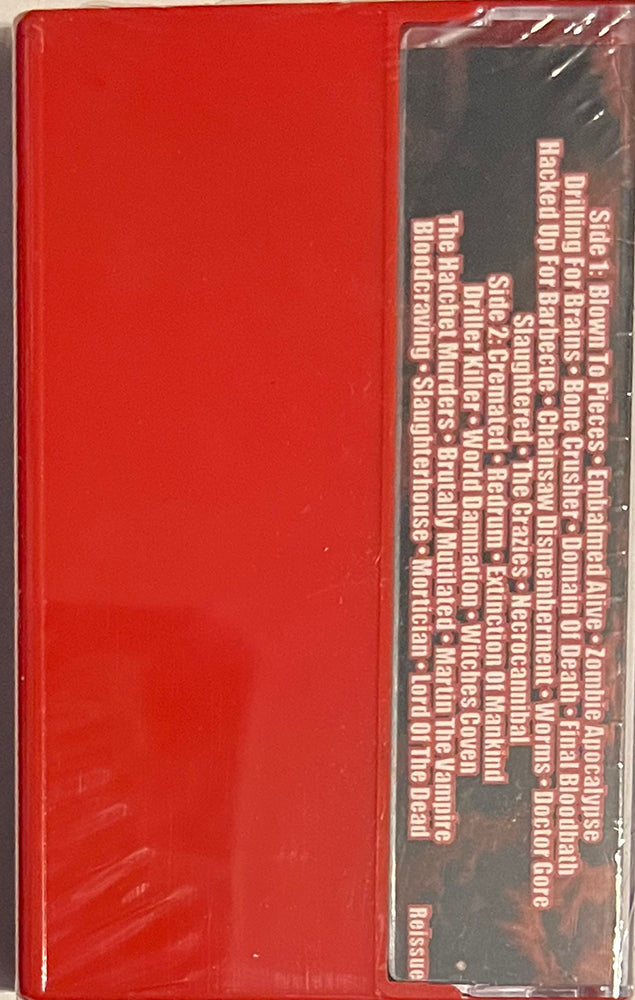 Side 1: Blown To Pieces • Embalmed Alive • Zombie Apocalypse
Drilling For Brains • Bone Crusher • Domain Of Death • Final Bloodbath
Hacked Up For Barbecue • Chainsaw Dismemberment • Worms • Doctor Gore
Slaughtered • The Crazies • Necrocannibal
Side 2: Cremated • Redrum • Extinction Of Mankind
Driller Killer • World Damnation • Witches Coven
The Hatchet Murders • Brutally Mutilated • Martin The Vampire
Bloodcraving • Slaughterhouse • Mortician • Lord Of The Dead
Reissue